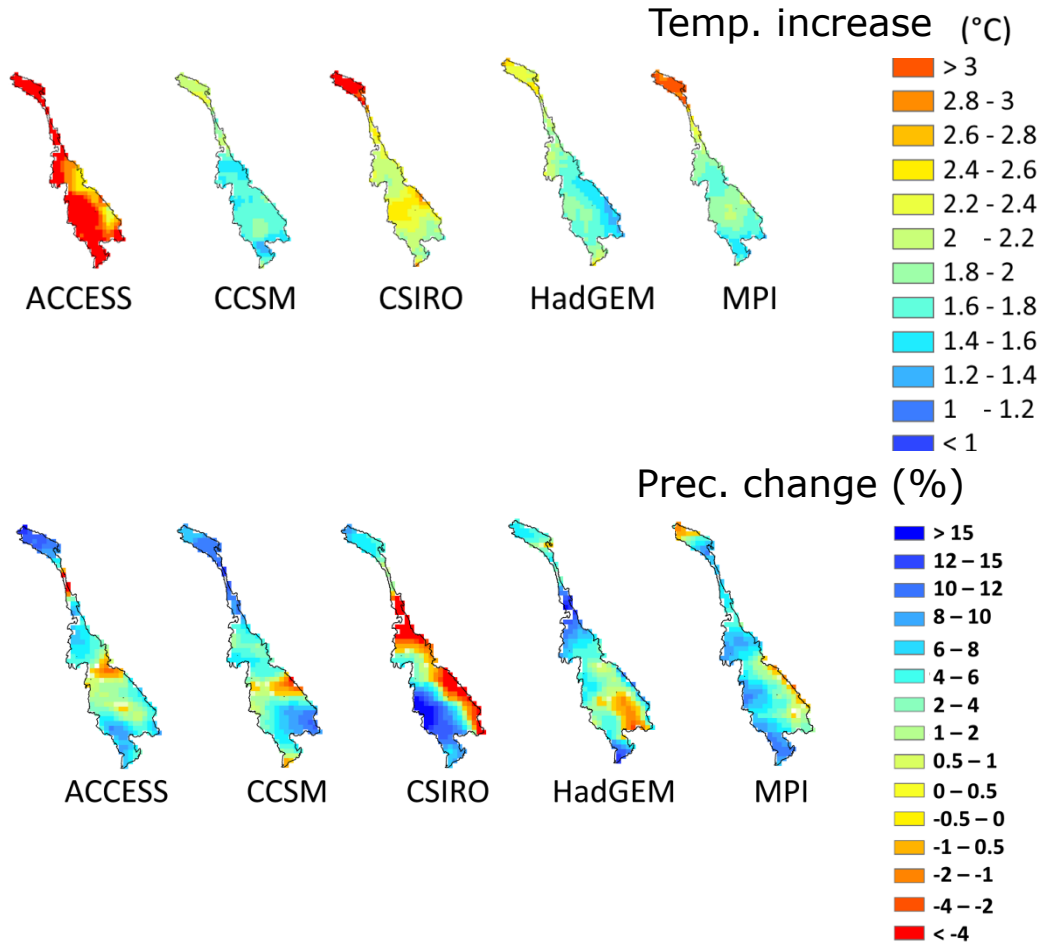 Temp. increase (°C)
> 3
2.8 - 3
2.6 - 2.8
2.4 - 2.6
2.2 - 2.4
2 - 2.2
1.8 - 2
1.6 - 1.8
1.4 - 1.6
1.2 - 1.4
1 - 1.2
< 1
ACCESS CCSM CSIRO HadGEM MPI
Prec. change (%)
> 15
12 – 15
10 – 12
8 – 10
6 – 8
4 – 6
2 – 4
1 – 2
0.5 – 1
0 – 0.5
-0.5 – 0
-1 – 0.5
-2 – -1
-4 – -2
< -4
ACCESS CCSM CSIRO HadGEM MPI